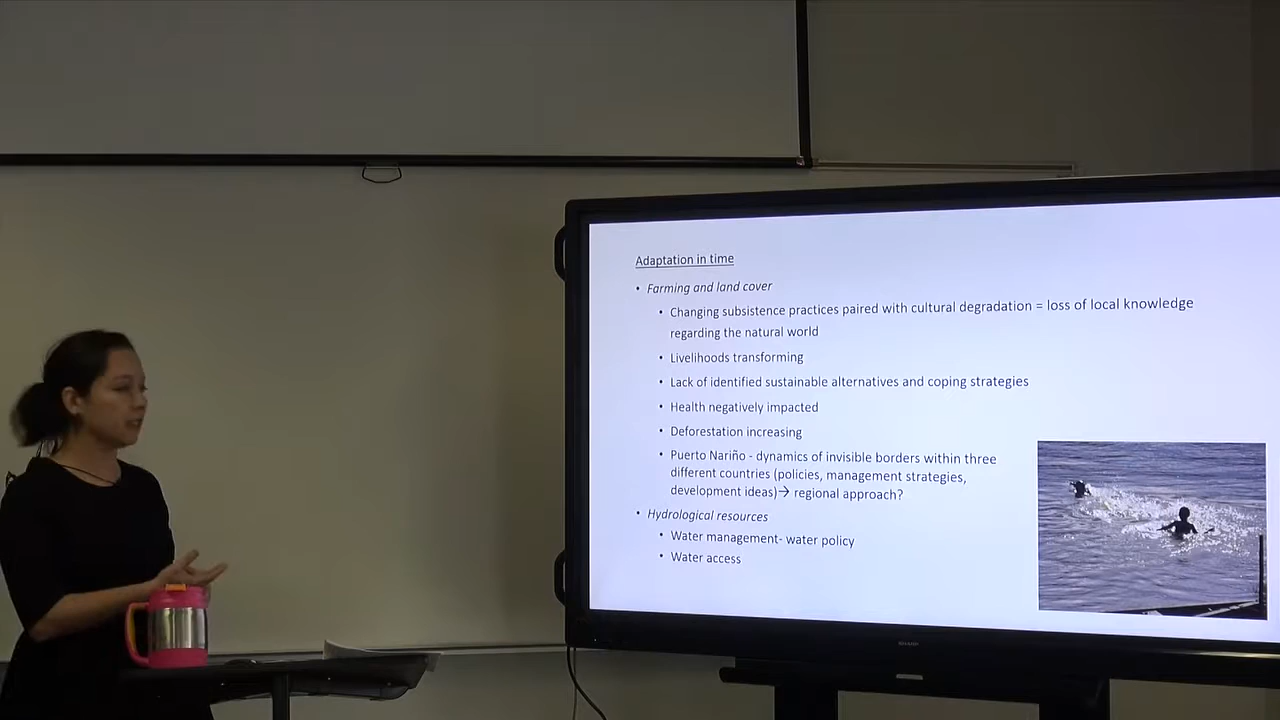 Adaptation in time
• Farming and land cover
• Changing subsistence practices paired with cultural degradation = loss of local knowledge
regarding the natural world
• Livelihoods transforming
• Lack of identified sustainable alternatives and coping strategies
• Health negatively impacted
• Deforestation increasing
• Puerto Nariño - dynamics of invisible borders within three
different countries (policies, management strategies,
development ideas)→ regional approach?
• Hydrological resources
• Water management- water policy
• Water access
SHARP